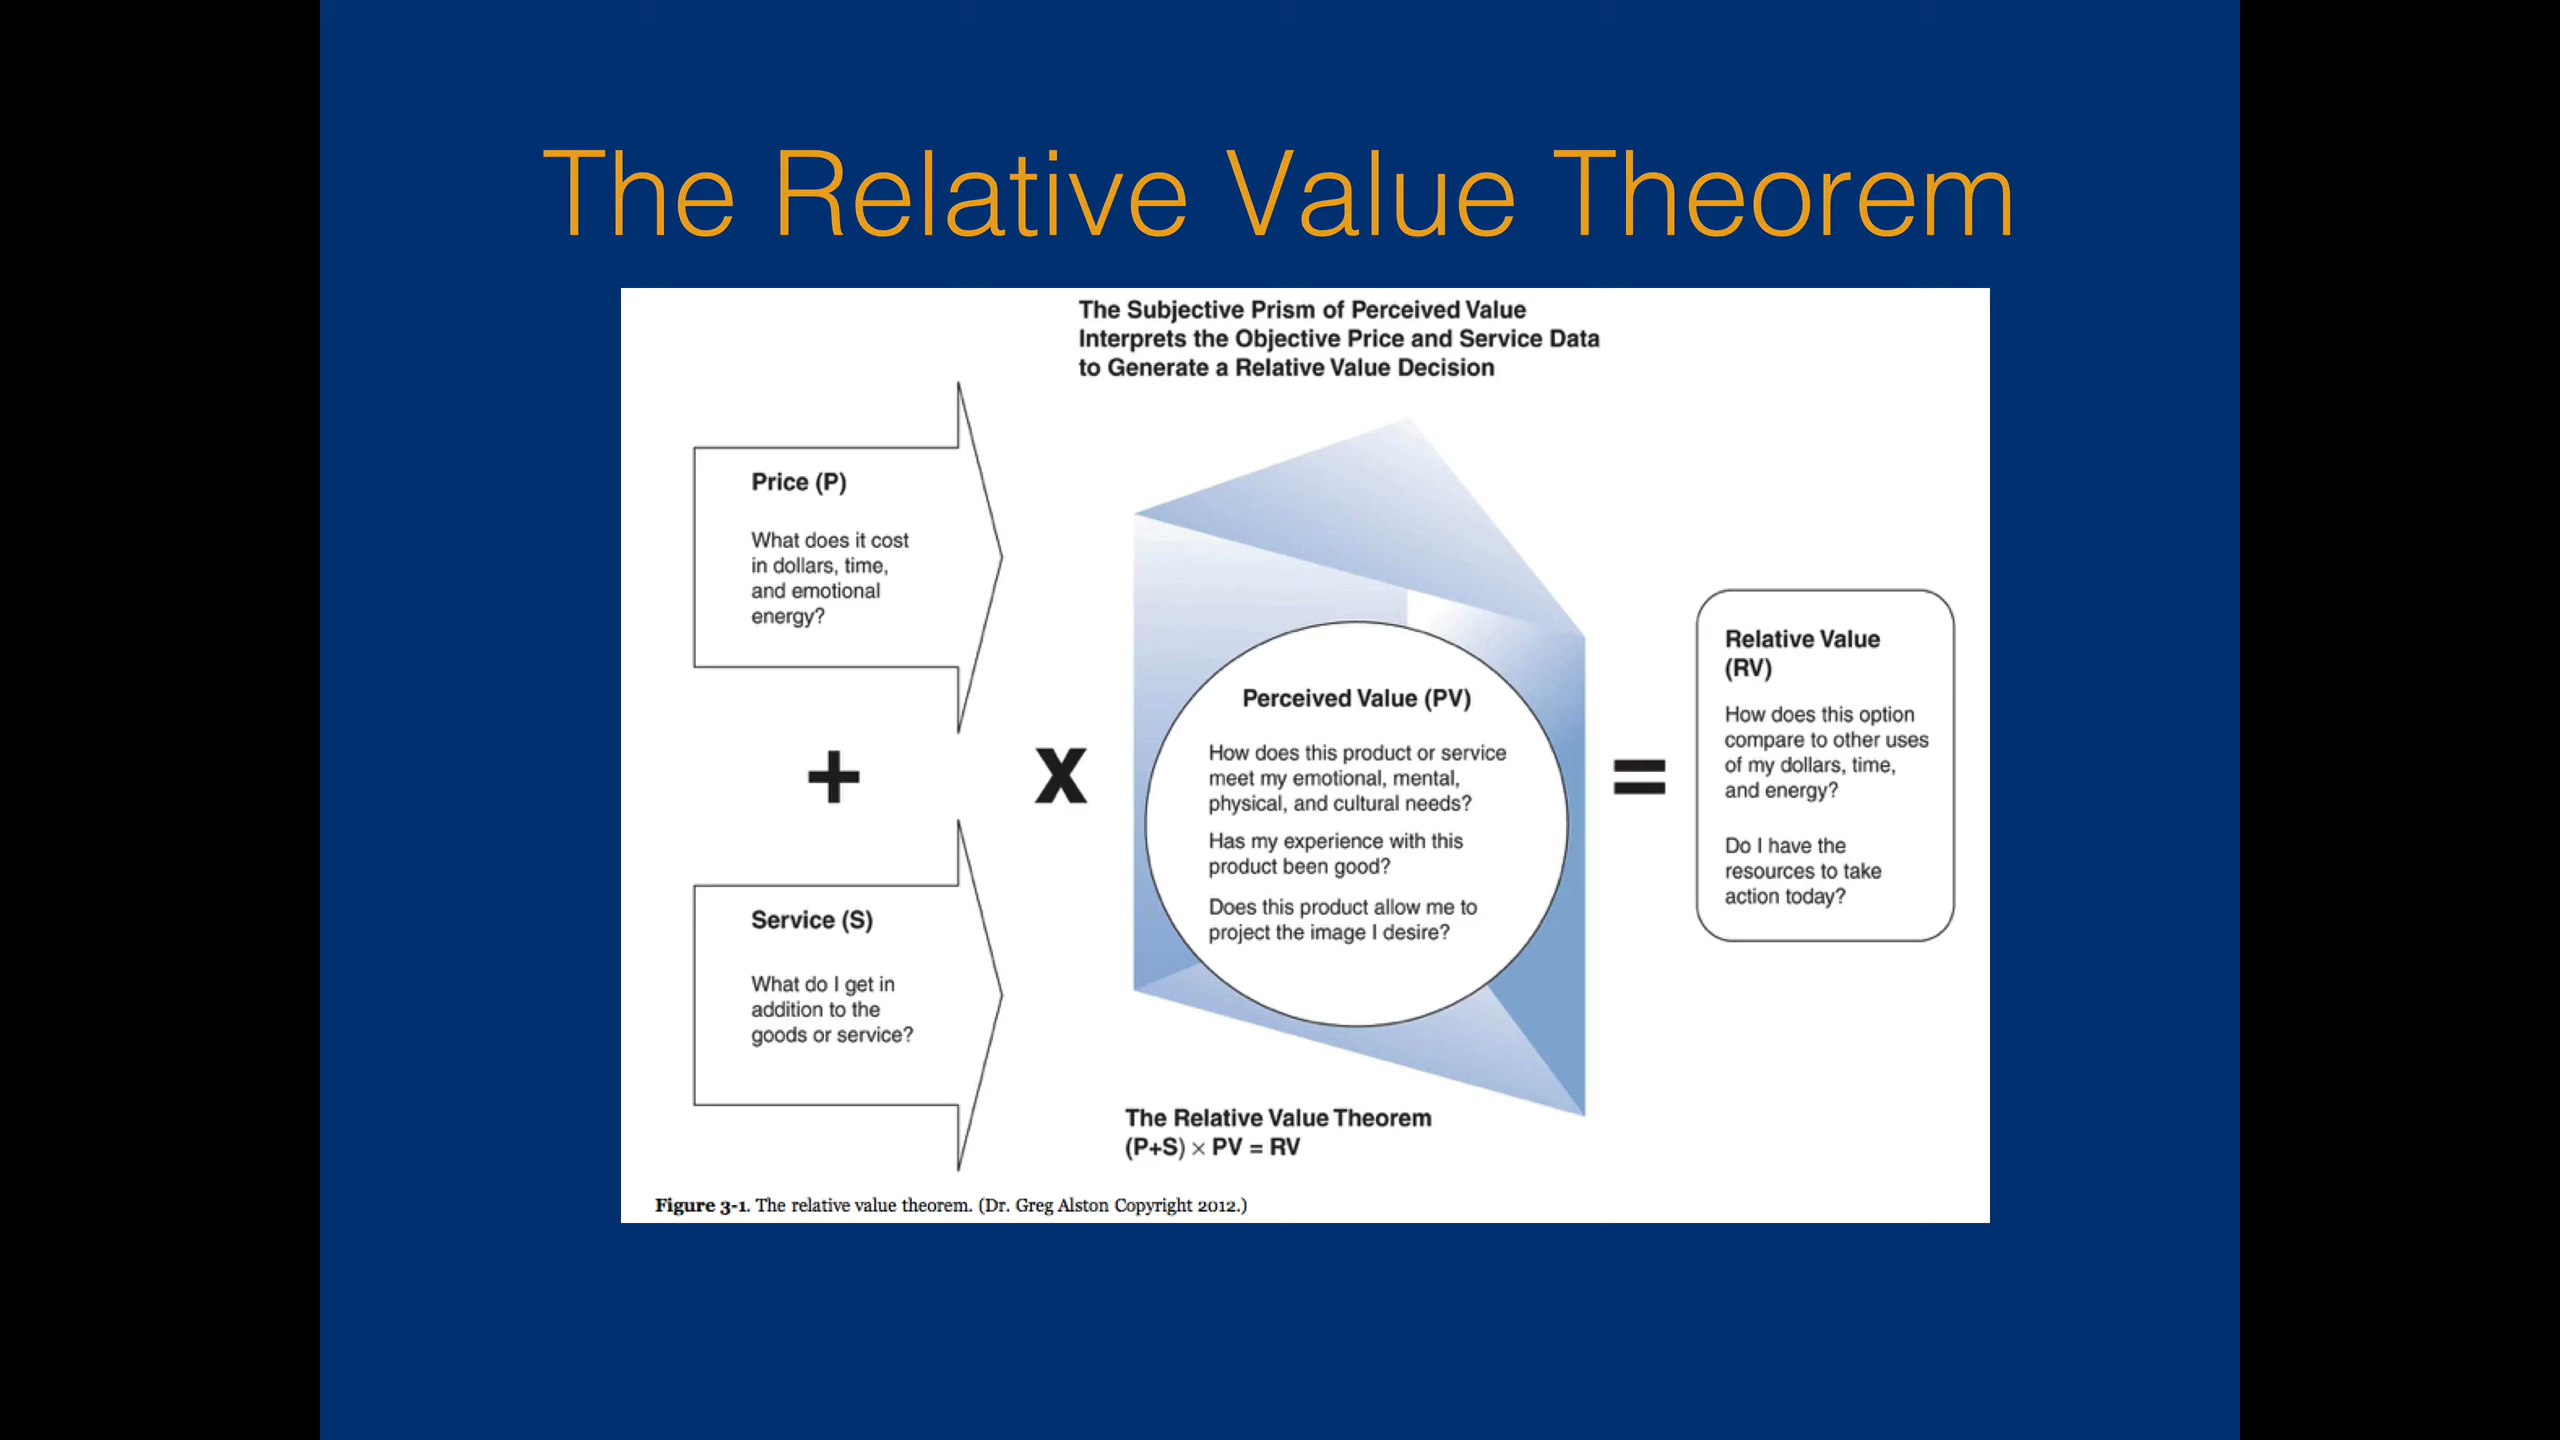 The Relative Value Theorem
The Subjective Prism of Perceived Value
Interprets the Objective Price and Service Data
to Generate a Relative Value Decision
Price (P)
What does it cost
in dollars, time,
and emotional
energy?
+
Service (S)
What do I get in
addition to the
goods or service?
x
Perceived Value (PV)
How does this product or service
meet my emotional, mental,
physical, and cultural needs?
Has my experience with this
product been good?
Does this product allow me to
project the image I desire?
=
Relative Value
(RV)
How does this option
compare to other uses
of my dollars, time,
and energy?
Do I have the
resources to take
action today?
The Relative Value Theorem
(P+S) × PV = RV
Figure 3-1. The relative value theorem. (Dr. Greg Alston Copyright 2012.)